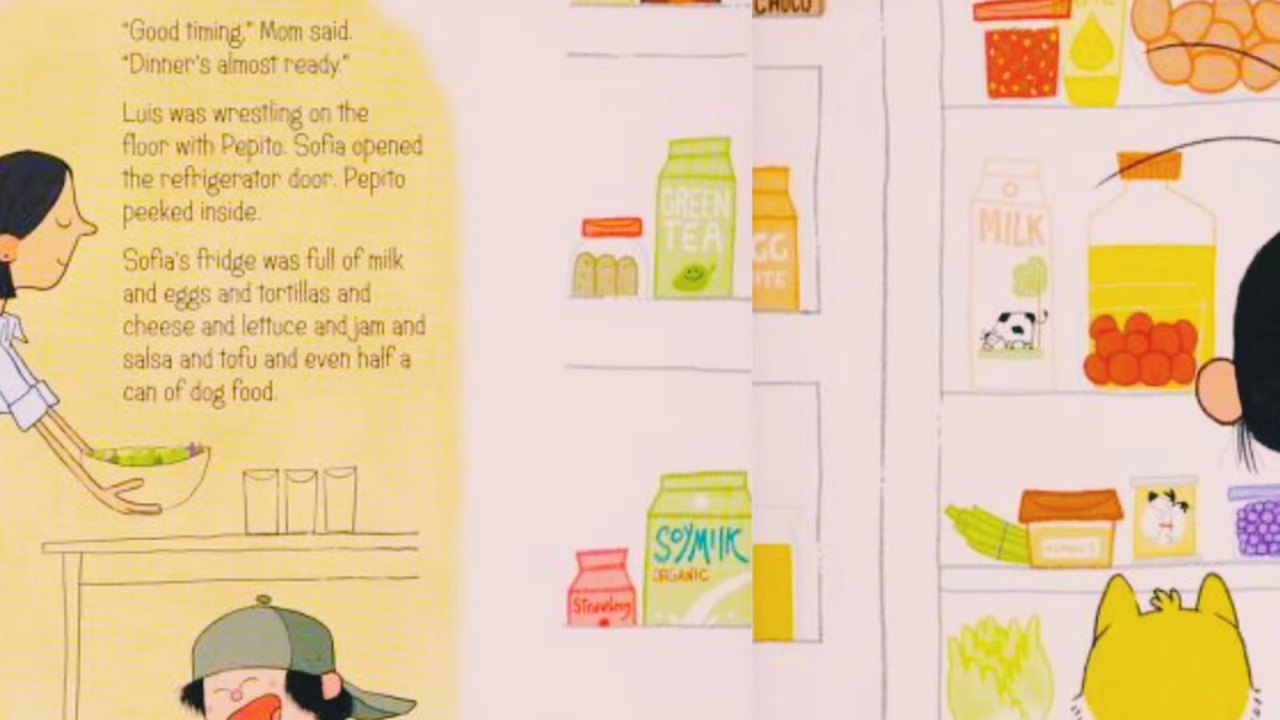 "Good timing," Mom said.
"Dinner's almost ready."
Luis was wrestling on the
floor with Pepito. Sofia opened
the refrigerator door. Pepito
peeked inside.
Sofia's fridge was full of milk
and eggs and tortillas and
cheese and lettuce and jam and
salsa and tofu and even half a
can of dog food.
GREEN
TEA
SOYMILK
ORGANIC
Strawberry
CHOCO
GG
ITE
MILK